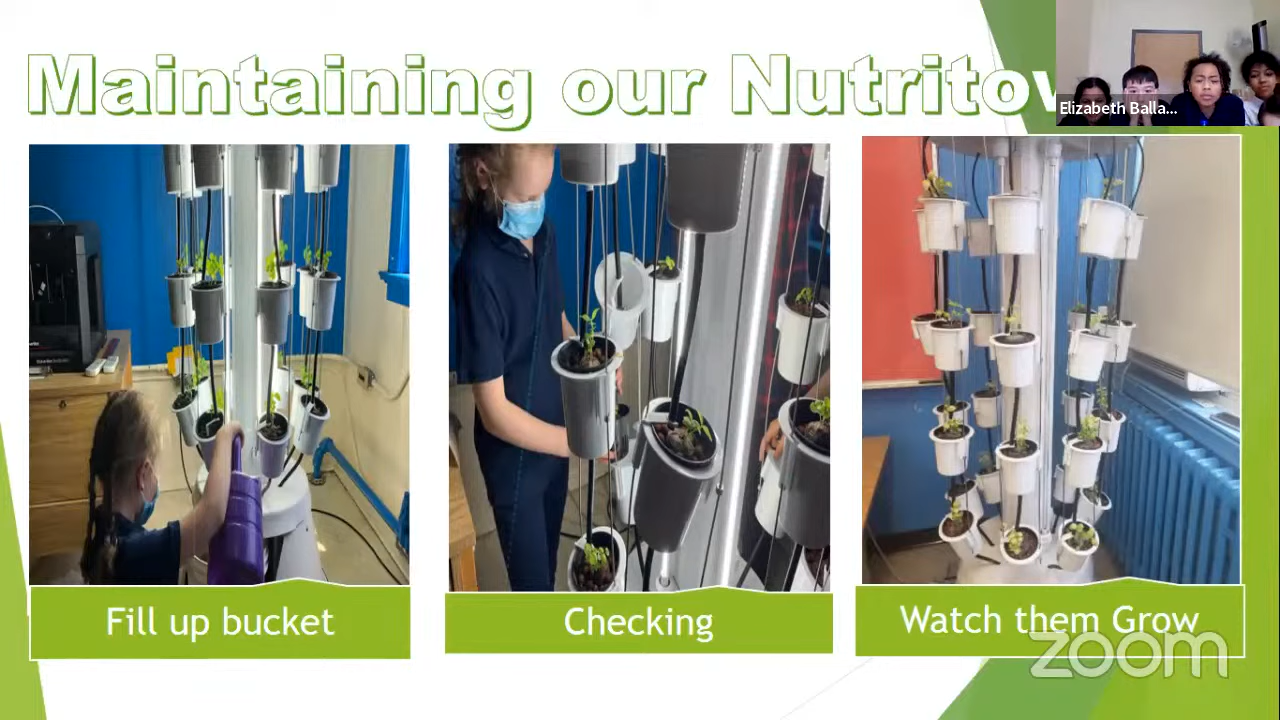 Maintaining our Nutritov
Elizabeth Balla...
Fill up bucket
Checking
Watch them Grow
zoom